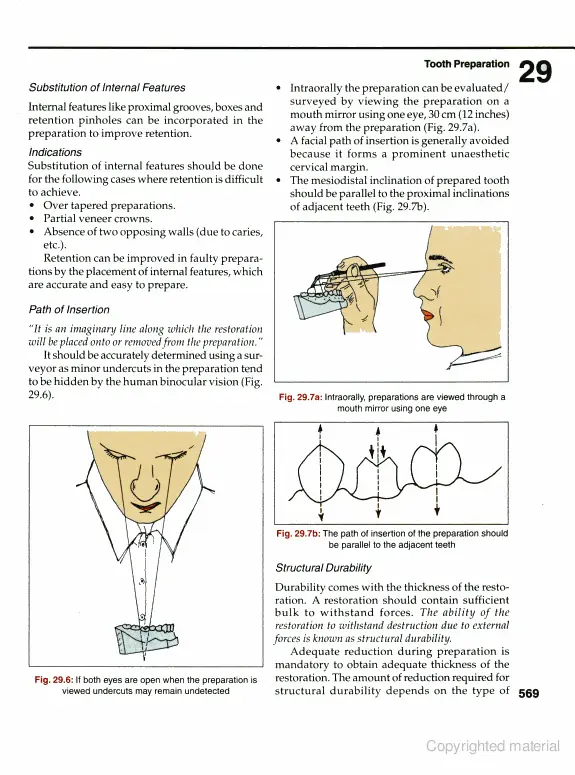 Tooth Preparation 29
Substitution of Internal Features
Internal features like proximal grooves, boxes and
retention pinholes can be incorporated in the
preparation to improve retention.
Indications
Substitution of internal features should be done
for the following cases where retention is difficult
to achieve.
• Over tapered preparations.
• Partial veneer crowns.
• Absence of two opposing walls (due to caries,
etc.).
Retention can be improved in faulty prepara-
tions by the placement of internal features, which
are accurate and easy to prepare.
Path of Insertion
"It is an imaginary line along which the restoration
will be placed onto or removed from the preparation."
It should be accurately determined using a sur-
veyor as minor undercuts in the preparation tend
to be hidden by the human binocular vision (Fig.
29.6).
Fig. 29.6: If both eyes are open when the preparation is
viewed undercuts may remain undetected
• Intraorally the preparation can be evaluated/
surveyed by viewing the preparation on a
mouth mirror using one eye, 30 cm (12 inches)
away from the preparation (Fig. 29.7a).
• A facial path of insertion is generally avoided
because it forms a prominent unaesthetic
cervical margin.
• The mesiodistal inclination of prepared tooth
should be parallel to the proximal inclinations
of adjacent teeth (Fig. 29.7b).
Fig. 29.7a: Intraorally, preparations are viewed through a
mouth mirror using one eye
Fig. 29.7b: The path of insertion of the preparation should
be parallel to the adjacent teeth
Structural Durability
Durability comes with the thickness of the resto-
ration. A restoration should contain sufficient
bulk to withstand forces. The ability of the
restoration to withstand destruction due to external
forces is known as structural durability.
Adequate reduction during preparation is
mandatory to obtain adequate thickness of the
restoration. The amount of reduction required for
structural durability depends on the type of
569
Copyrighted material